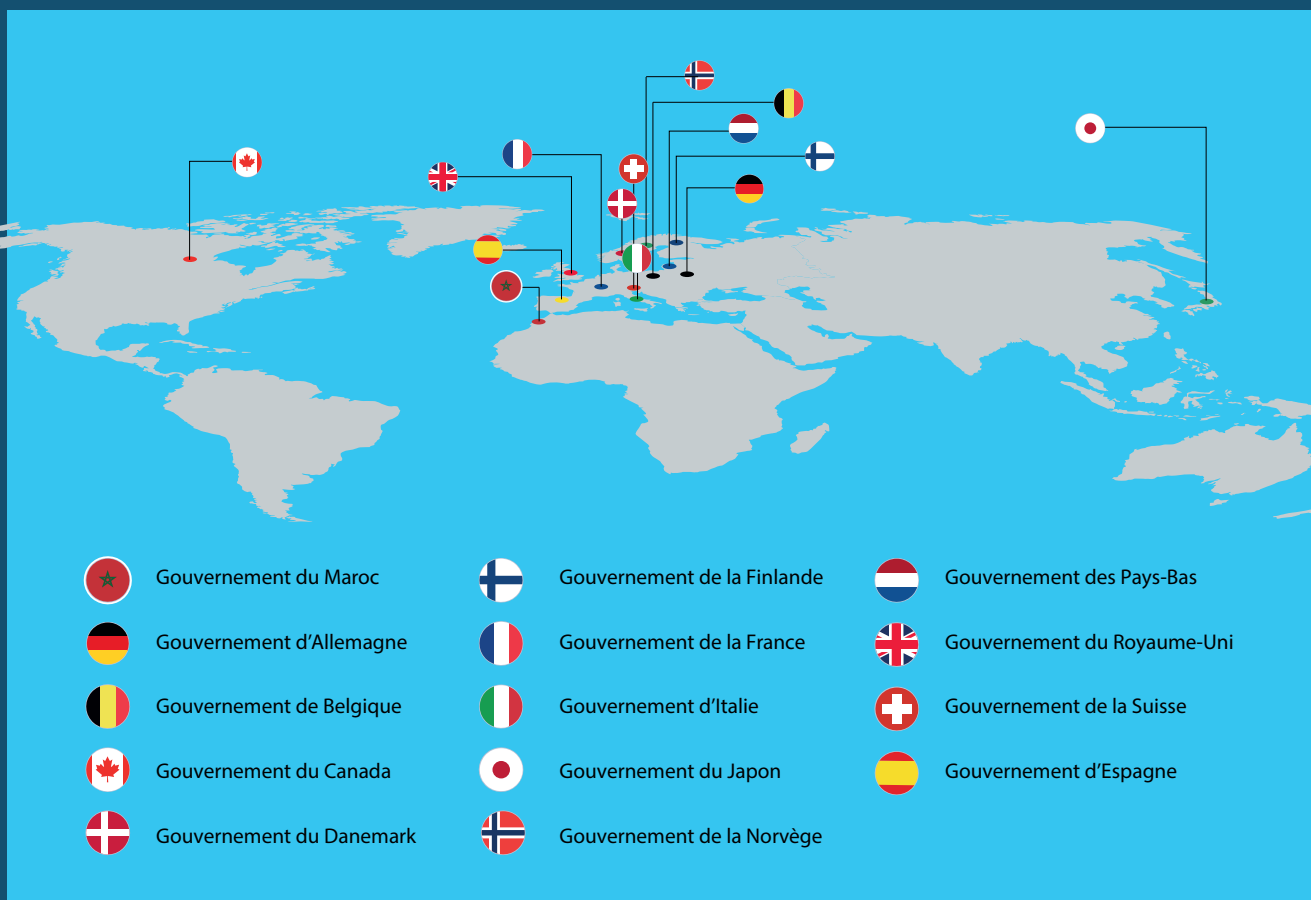 Gouvernement du Maroc
Gouvernement d’Allemagne
Gouvernement de Belgique
Gouvernement du Canada
Gouvernement du Danemark
Gouvernement de la Finlande
Gouvernement de la France
Gouvernement d’Italie
Gouvernement du Japon
Gouvernement de la Norvège
Gouvernement des Pays-Bas
Gouvernement du Royaume-Uni
Gouvernement de la Suisse
Gouvernement d’Espagne